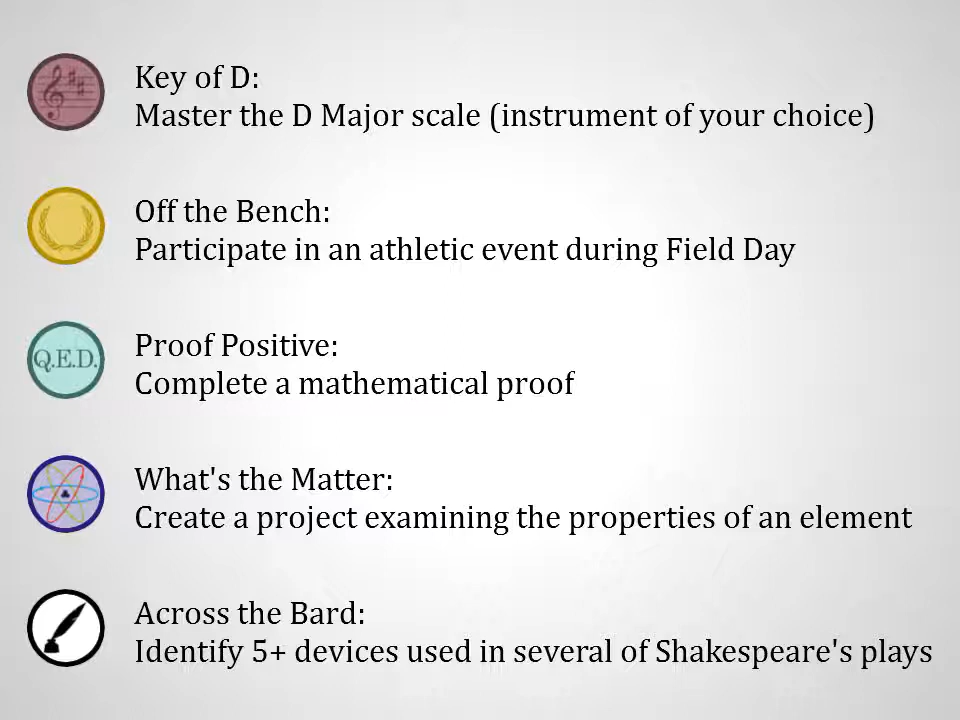 Key of D:
Master the D Major scale (instrument of your choice)
Off the Bench:
Participate in an athletic event during Field Day
Q.E.D.
Proof Positive:
Complete a mathematical proof
What's the Matter:
Create a project examining the properties of an element
Across the Bard:
Identify 5+ devices used in several of Shakespeare's plays